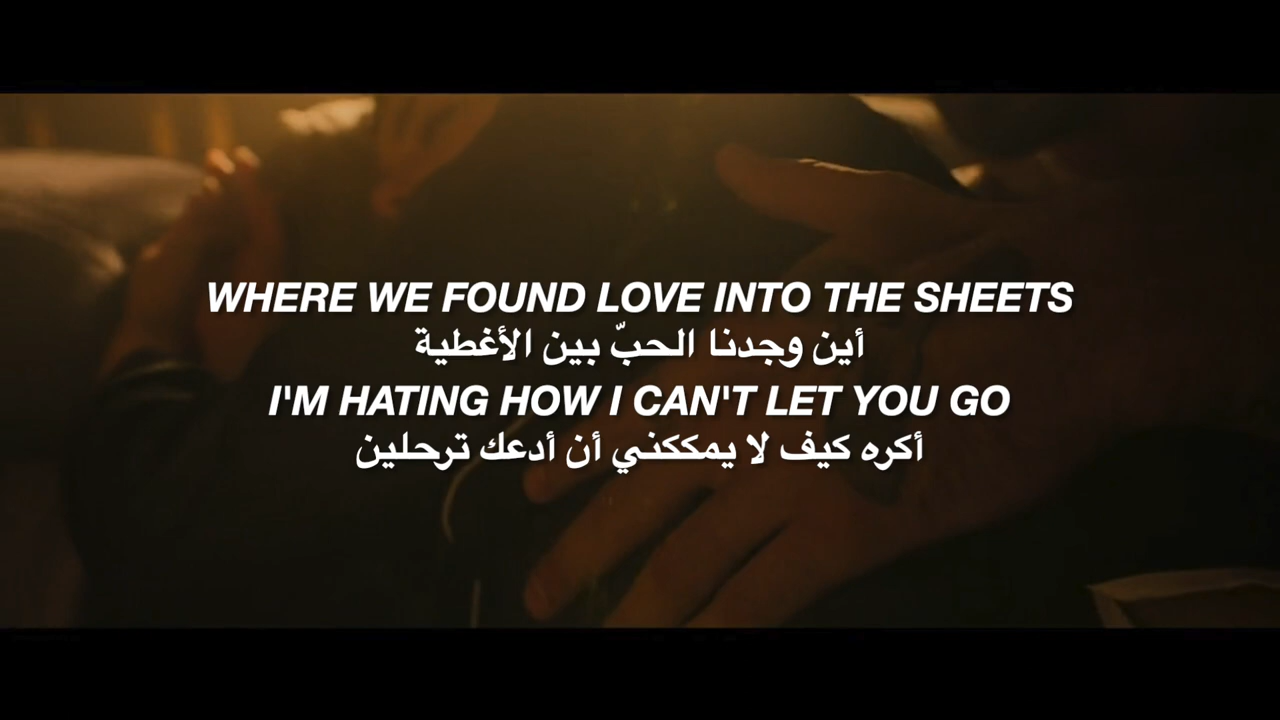 WHERE WE FOUND LOVE INTO THE SHEETS
أين وجدنا الحبّ بين الأغطية
I'M HATING HOW I CAN'T LET YOU GO
أكره كيف لا يمككني أن أدعك ترحلين